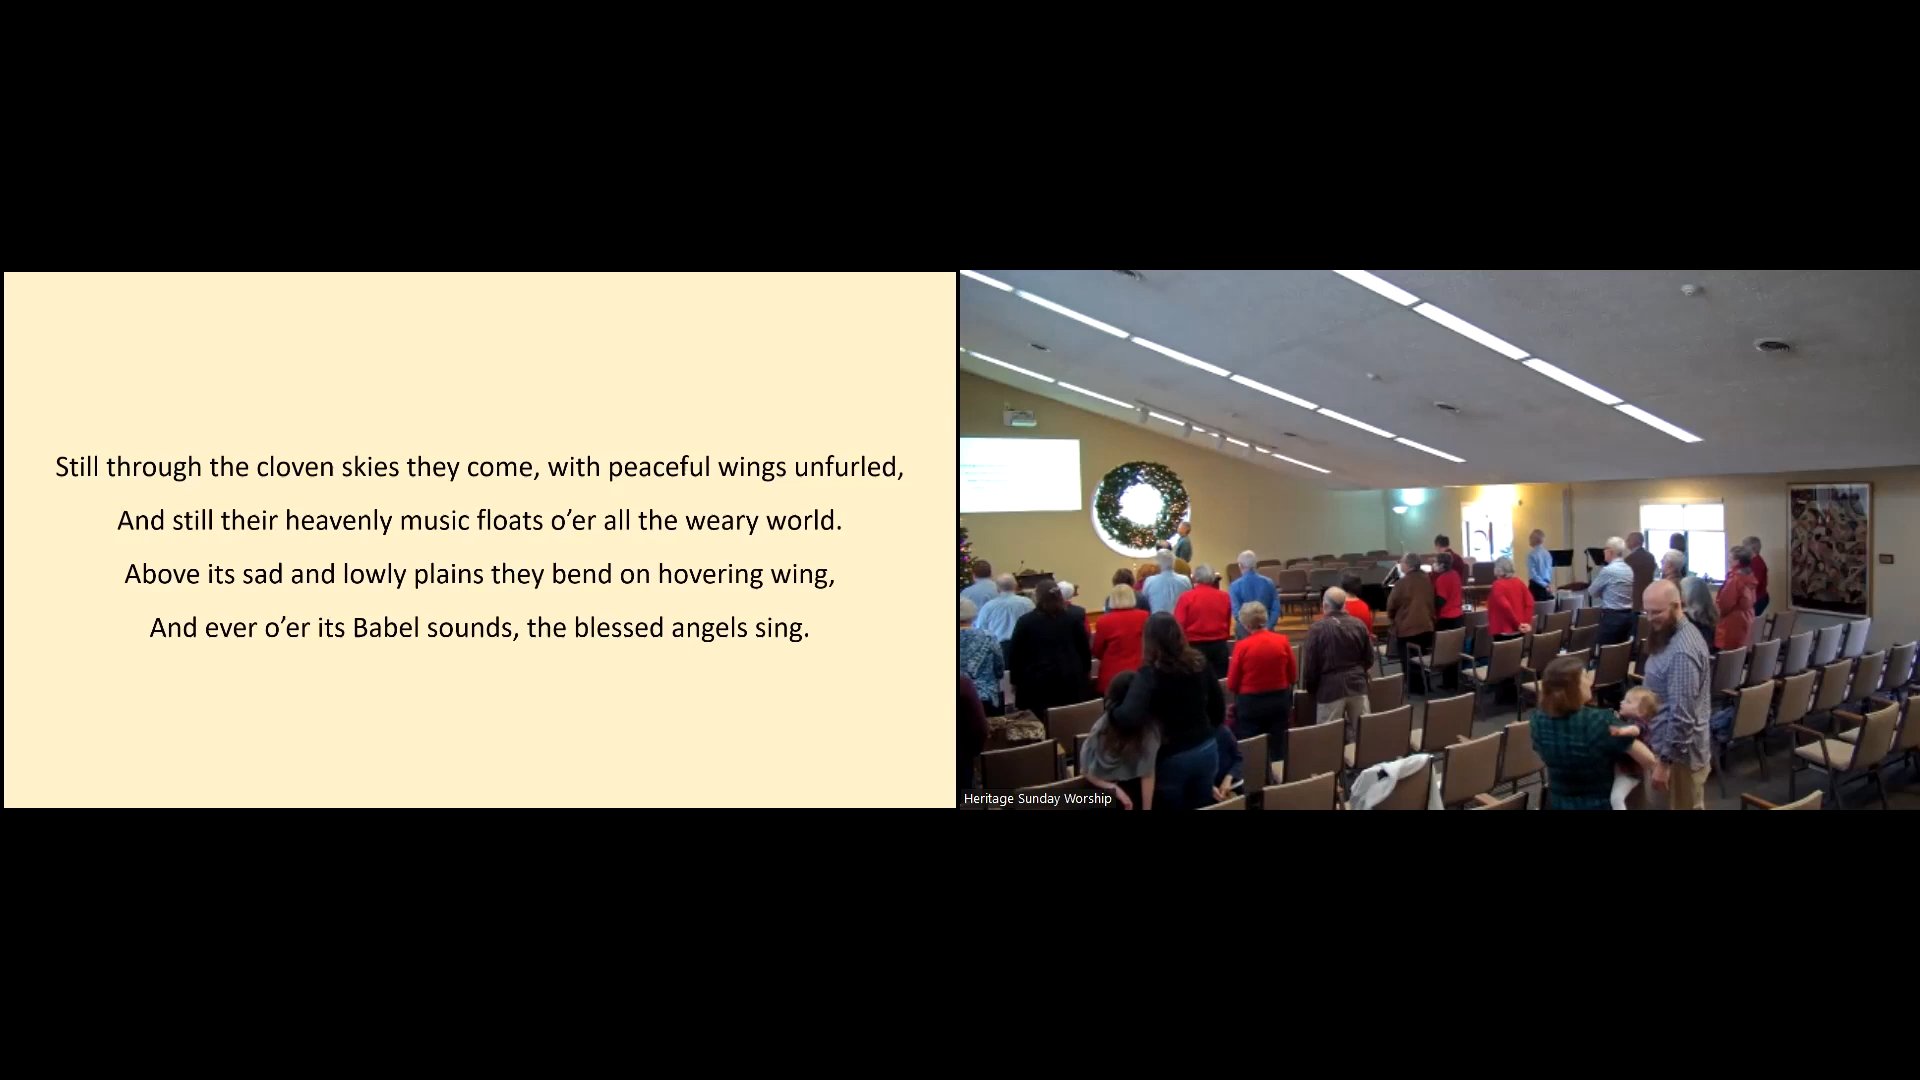 Still through the cloven skies they come, with peaceful wings unfurled,
And still their heavenly music floats o’er all the weary world.
Above its sad and lowly plains they bend on hovering wing,
And ever o’er its Babel sounds, the blessed angels sing.
Heritage Sunday Worship